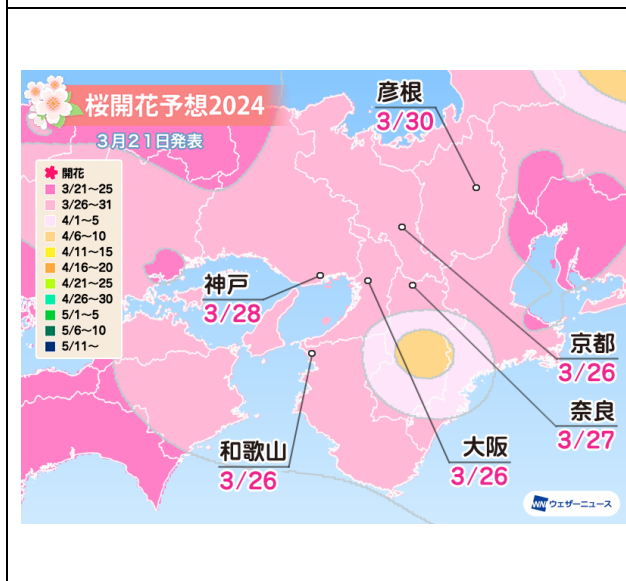 桜開花予想2024
3月21日発表
開花
3/21〜25
3/26〜31
4/1〜5
4/6〜10
4/11〜15
4/16〜20
4/21〜25
4/26〜30
5/1〜5
5/6〜10
5/11〜
彦根
3/30
神戸
3/28
京都
3/26
奈良
3/27
和歌山
3/26
大阪
3/26
WN ウェザーニュース